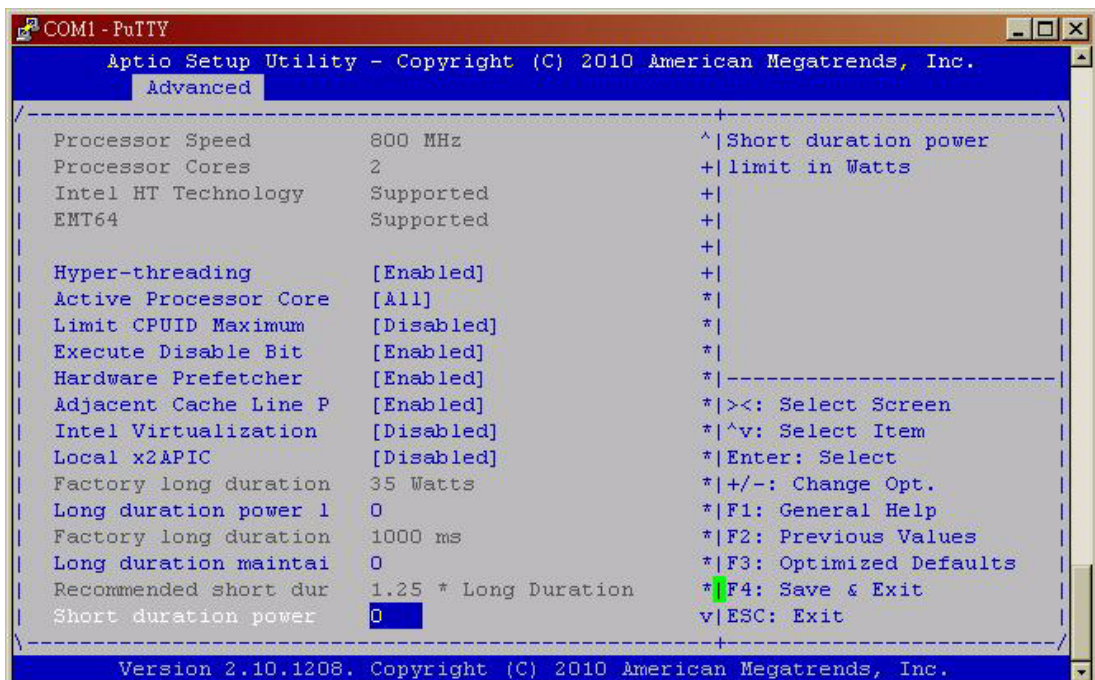 COM1 - PuTTY
Aptio Setup Utility - Copyright (C) 2010 American Megatrends, Inc.
Advanced
/----------------------------------------------------+-------------------------\
| Processor Speed 800 MHz ^|Short duration power |
| Processor Cores 2 +|limit in Watts |
| Intel HT Technology Supported +| |
| EMT64 Supported +| |
| +| |
| Hyper-threading [Enabled] +| |
| Active Processor Core [All] *| |
| Limit CPUID Maximum [Disabled] *| |
| Execute Disable Bit [Enabled] *| |
| Hardware Prefetcher [Enabled] *|-------------------------|
| Adjacent Cache Line P [Enabled] *|><: Select Screen |
| Intel Virtualization [Disabled] *|^v: Select Item |
| Local x2APIC [Disabled] *|Enter: Select |
| Factory long duration 35 Watts *|+/-: Change Opt. |
| Long duration power l 0 *|F1: General Help |
| Factory long duration 1000 ms *|F2: Previous Values |
| Long duration maintai 0 *|F3: Optimized Defaults |
| Recommended short dur 1.25 * Long Duration *|F4: Save & Exit |
| Short duration power 0 v|ESC: Exit |
\----------------------------------------------------+-------------------------/
Version 2.10.1208. Copyright (C) 2010 American Megatrends, Inc.